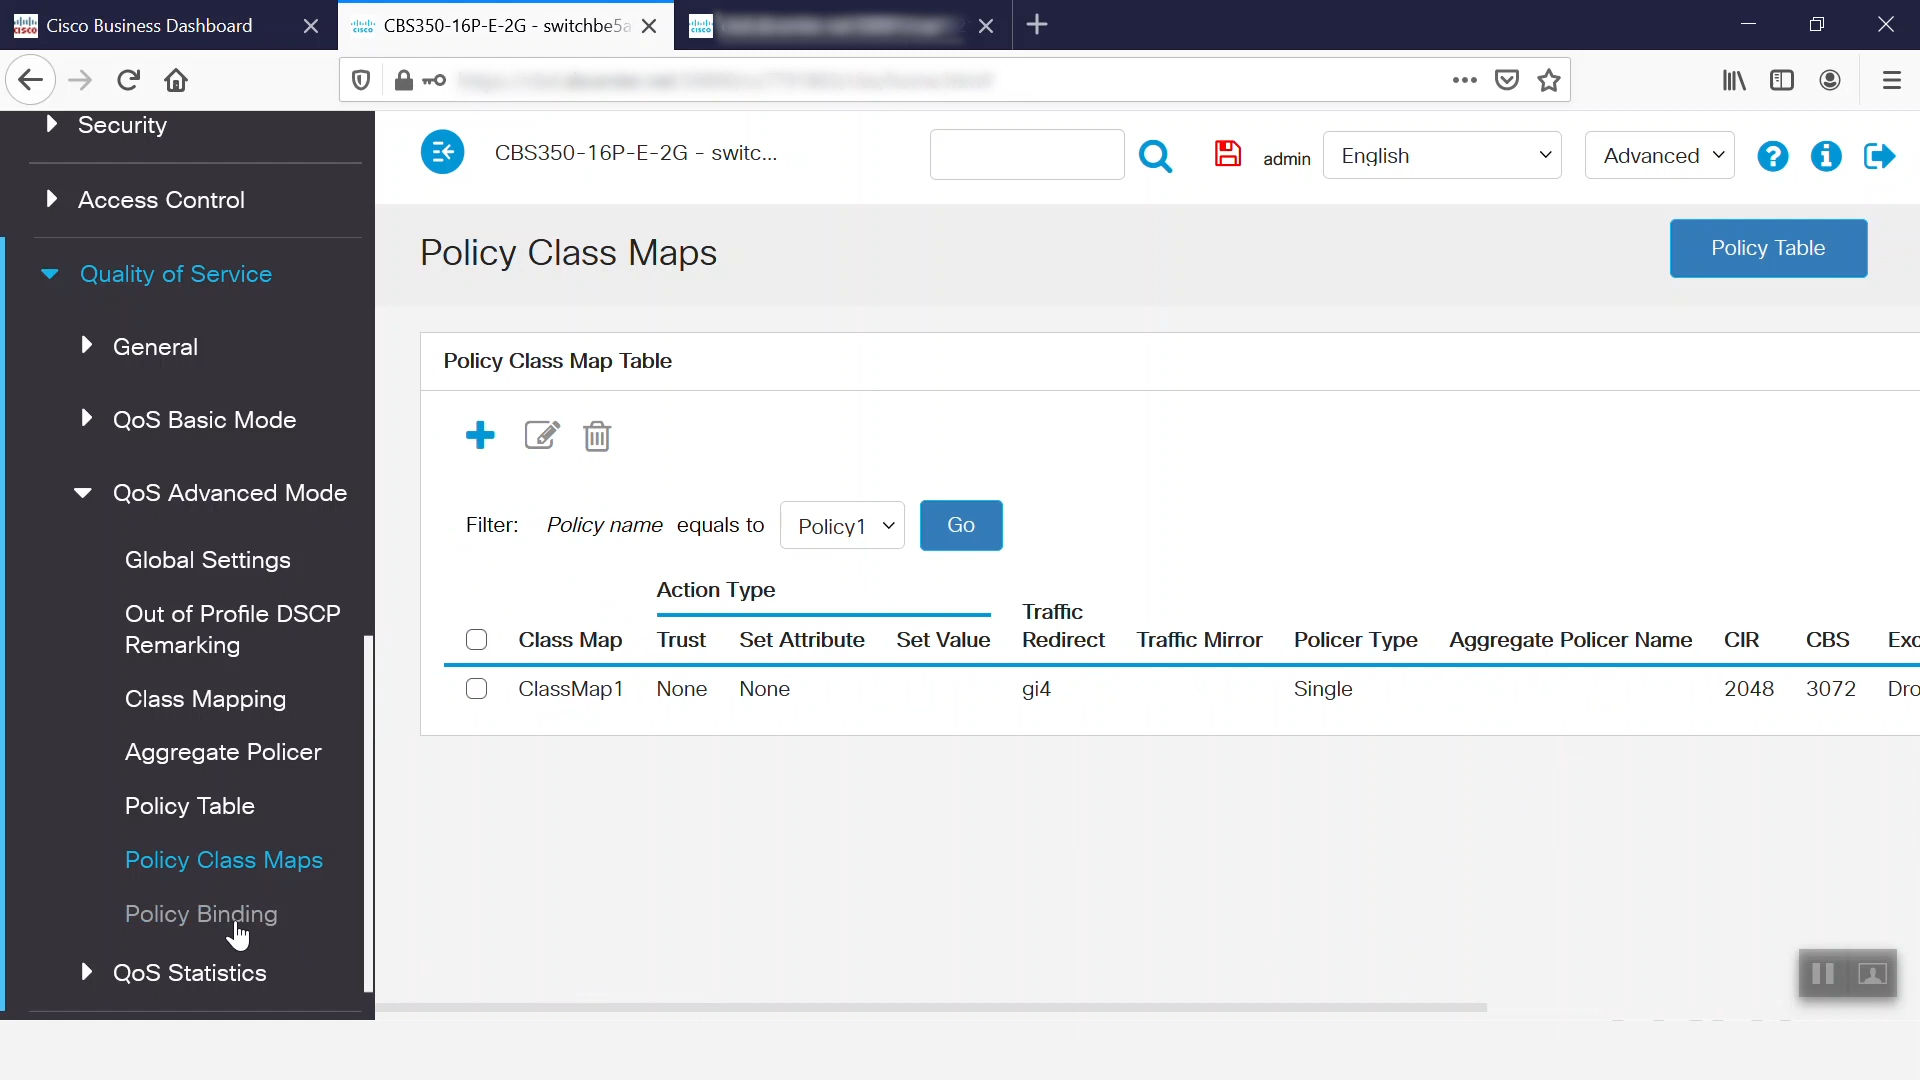 Cisco Business Dashboard
CBS350-16P-E-2G - switchbe5a
Security
Access Control
Quality of Service
General
QoS Basic Mode
QoS Advanced Mode
Global Settings
Out of Profile DSCP
Remarking
Class Mapping
Aggregate Policer
Policy Table
Policy Class Maps
Policy Binding
QoS Statistics
CBS350-16P-E-2G - switc...
admin
English
Advanced
Policy Class Maps
Policy Table
Policy Class Map Table
Filter: Policy name equals to Policy1 Go
Action Type
Class Map Trust Set Attribute Set Value Traffic Redirect Traffic Mirror Policer Type Aggregate Policer Name CIR CBS Exc
ClassMap1 None None gi4 Single 2048 3072 Dro